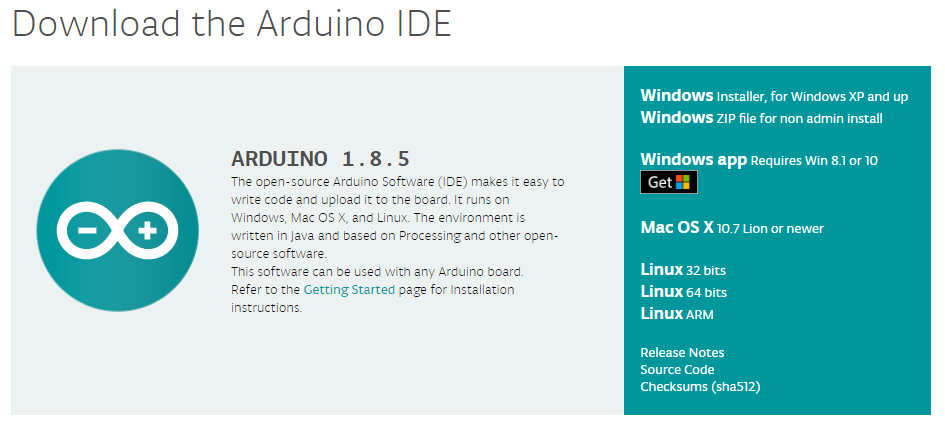 Download the Arduino IDE
ARDUINO 1.8.5
The open-source Arduino Software (IDE) makes it easy to
write code and upload it to the board. It runs on
Windows, Mac OS X, and Linux. The environment is
written in Java and based on Processing and other open-
source software.
This software can be used with any Arduino board.
Refer to the Getting Started page for Installation
instructions.
Windows Installer, for Windows XP and up
Windows ZIP file for non admin install
Windows app Requires Win 8.1 or 10
Get
Mac OS X 10.7 Lion or newer
Linux 32 bits
Linux 64 bits
Linux ARM
Release Notes
Source Code
Checksums (sha512)